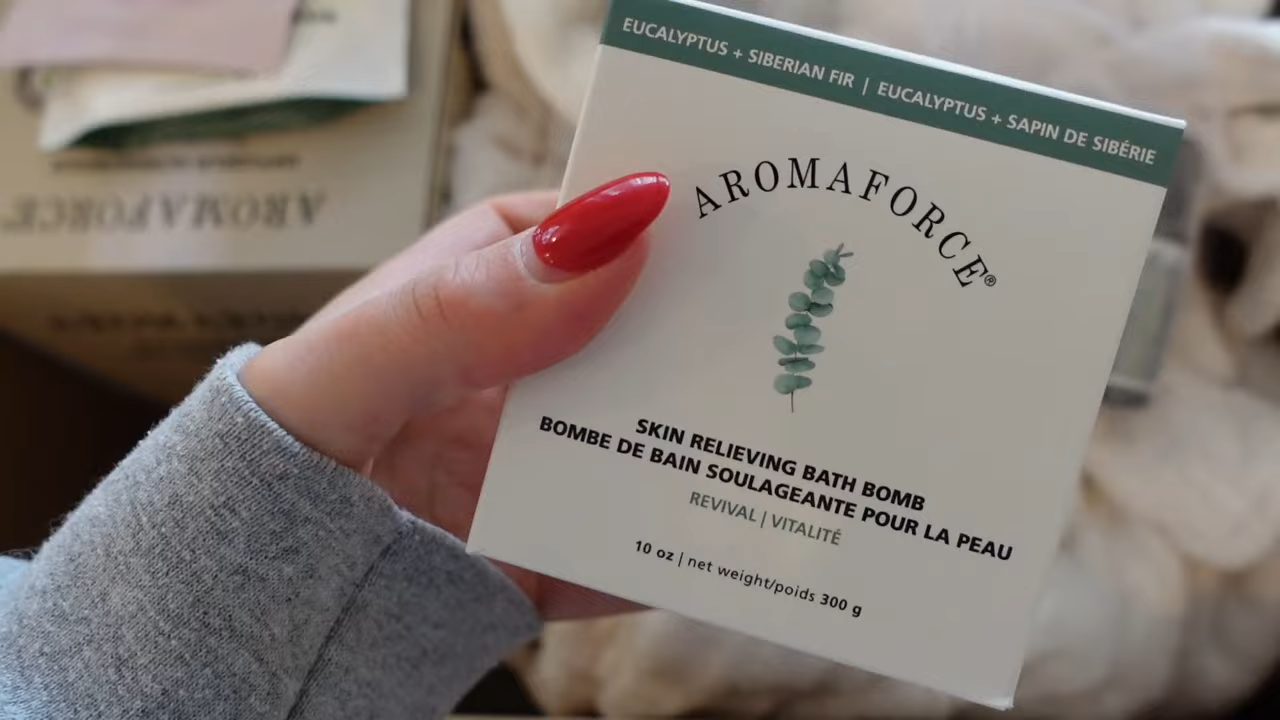 EUCALYPTUS + SIBERIAN FIR | EUCALYPTUS + SAPIN DE SIBÉRIE
AROMAFORCE®
SKIN RELIEVING BATH BOMB
BOMBE DE BAIN SOULAGEANTE POUR LA PEAU
REVIVAL | VITALITÉ
10 oz | net weight/poids 300 g
AROMAFORCE